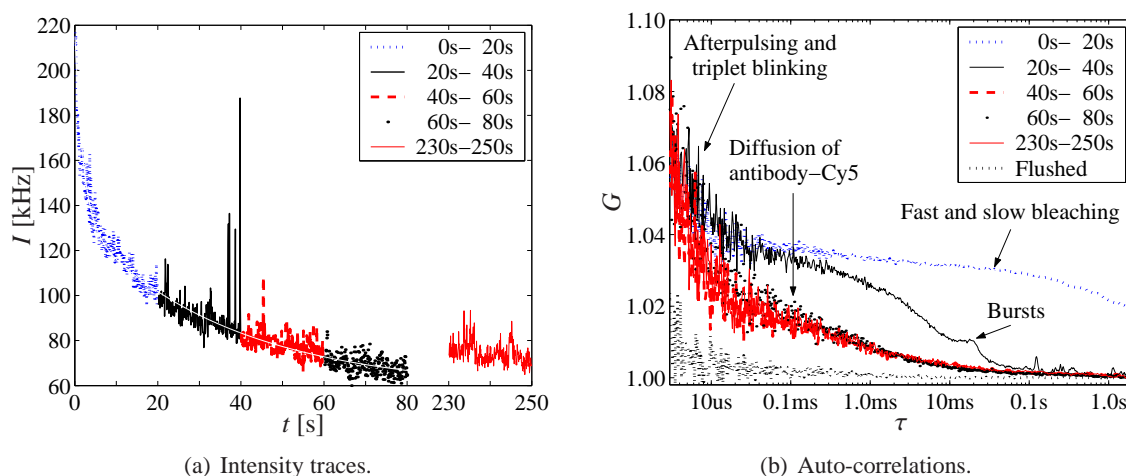 220
200
180
160
140
120
100
80
60
I [kHz]
0
20
40
60
80
230
250
t [s]
0s– 20s
20s– 40s
40s– 60s
60s– 80s
230s–250s
(a) Intensity traces.
1.10
1.08
1.06
1.04
1.02
1.00
G
10us
0.1ms
1.0ms
10ms
0.1s
1.0s
τ
Afterpulsing and
triplet blinking
Diffusion of
antibody–Cy5
Fast and slow bleaching
Bursts
0s– 20s
20s– 40s
40s– 60s
60s– 80s
230s–250s
Flushed
(b) Auto-correlations.